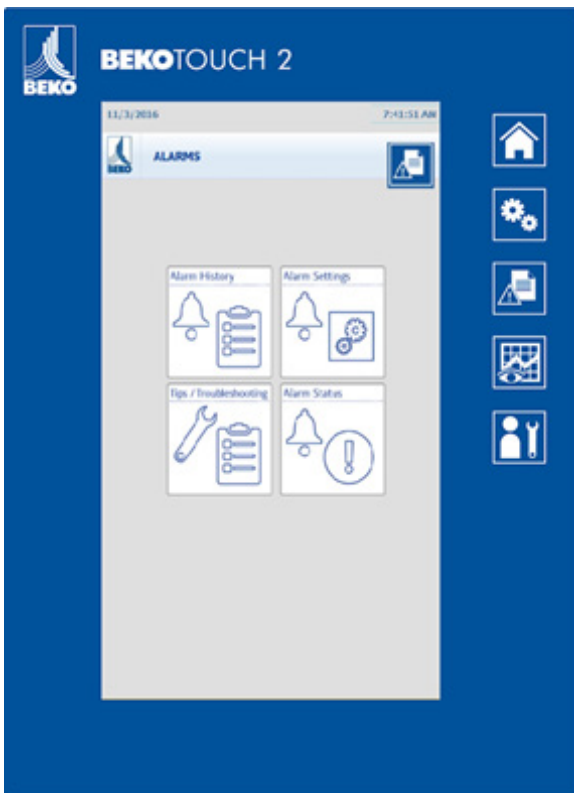 BEKO
BEKOTOUCH 2
11/3/2016 7:41:51 AM
BEKO
ALARMS
Alarm History
Alarm Settings
Tips / Troubleshooting
Alarm Status